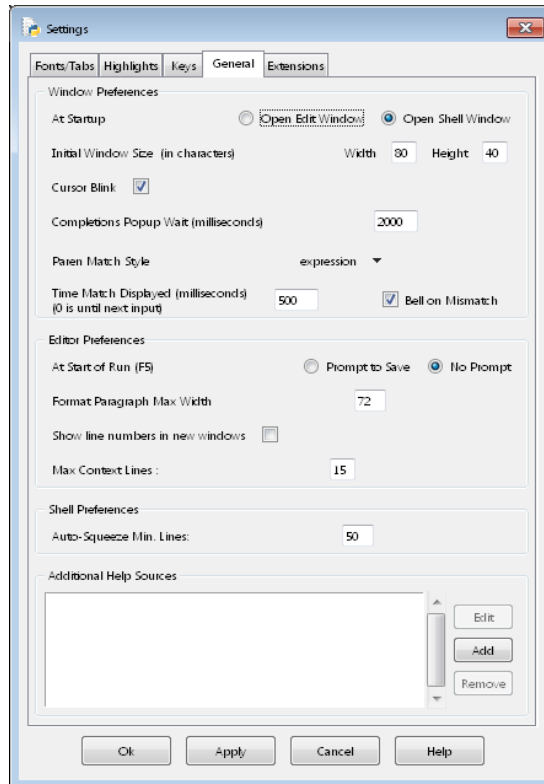 Settings
Fonts/Tabs Highlights Keys General Extensions
Window Preferences
At Startup Open Edit Window Open Shell Window
Initial Window Size (in characters) Width 80 Height 40
Cursor Blink
Completions Popup Wait (milliseconds) 2000
Paren Match Style expression
Time Match Displayed (milliseconds)
(0 is until next input) 500 Bell on Mismatch
Editor Preferences
At Start of Run (F5) Prompt to Save No Prompt
Format Paragraph Max Width 72
Show line numbers in new windows
Max Context Lines : 15
Shell Preferences
Auto-Squeeze Min. Lines: 50
Additional Help Sources
Edit
Add
Remove
Ok Apply Cancel Help